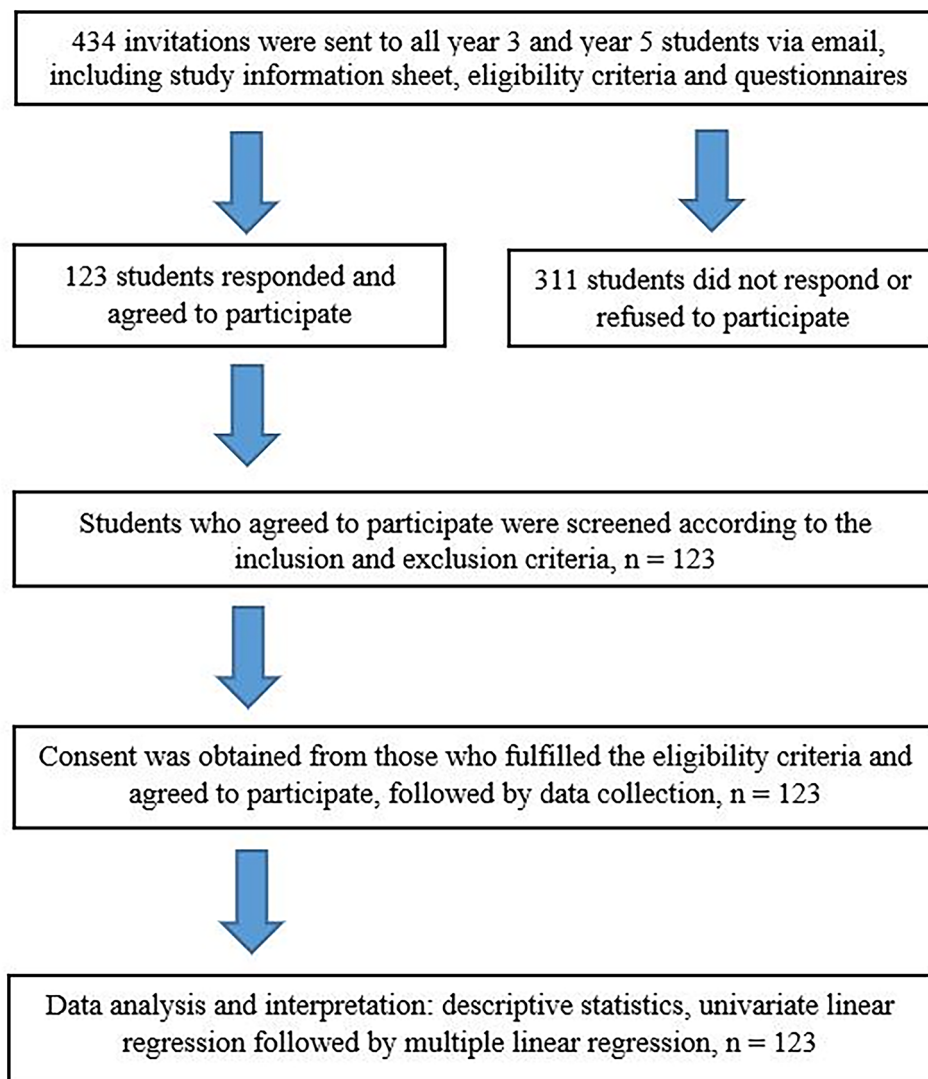 434 invitations were sent to all year 3 and year 5 students via email,
including study information sheet, eligibility criteria and questionnaires
123 students responded and
agreed to participate
311 students did not respond or
refused to participate
Students who agreed to participate were screened according to the
inclusion and exclusion criteria, n = 123
Consent was obtained from those who fulfilled the eligibility criteria and
agreed to participate, followed by data collection, n = 123
Data analysis and interpretation: descriptive statistics, univariate linear
regression followed by multiple linear regression, n = 123